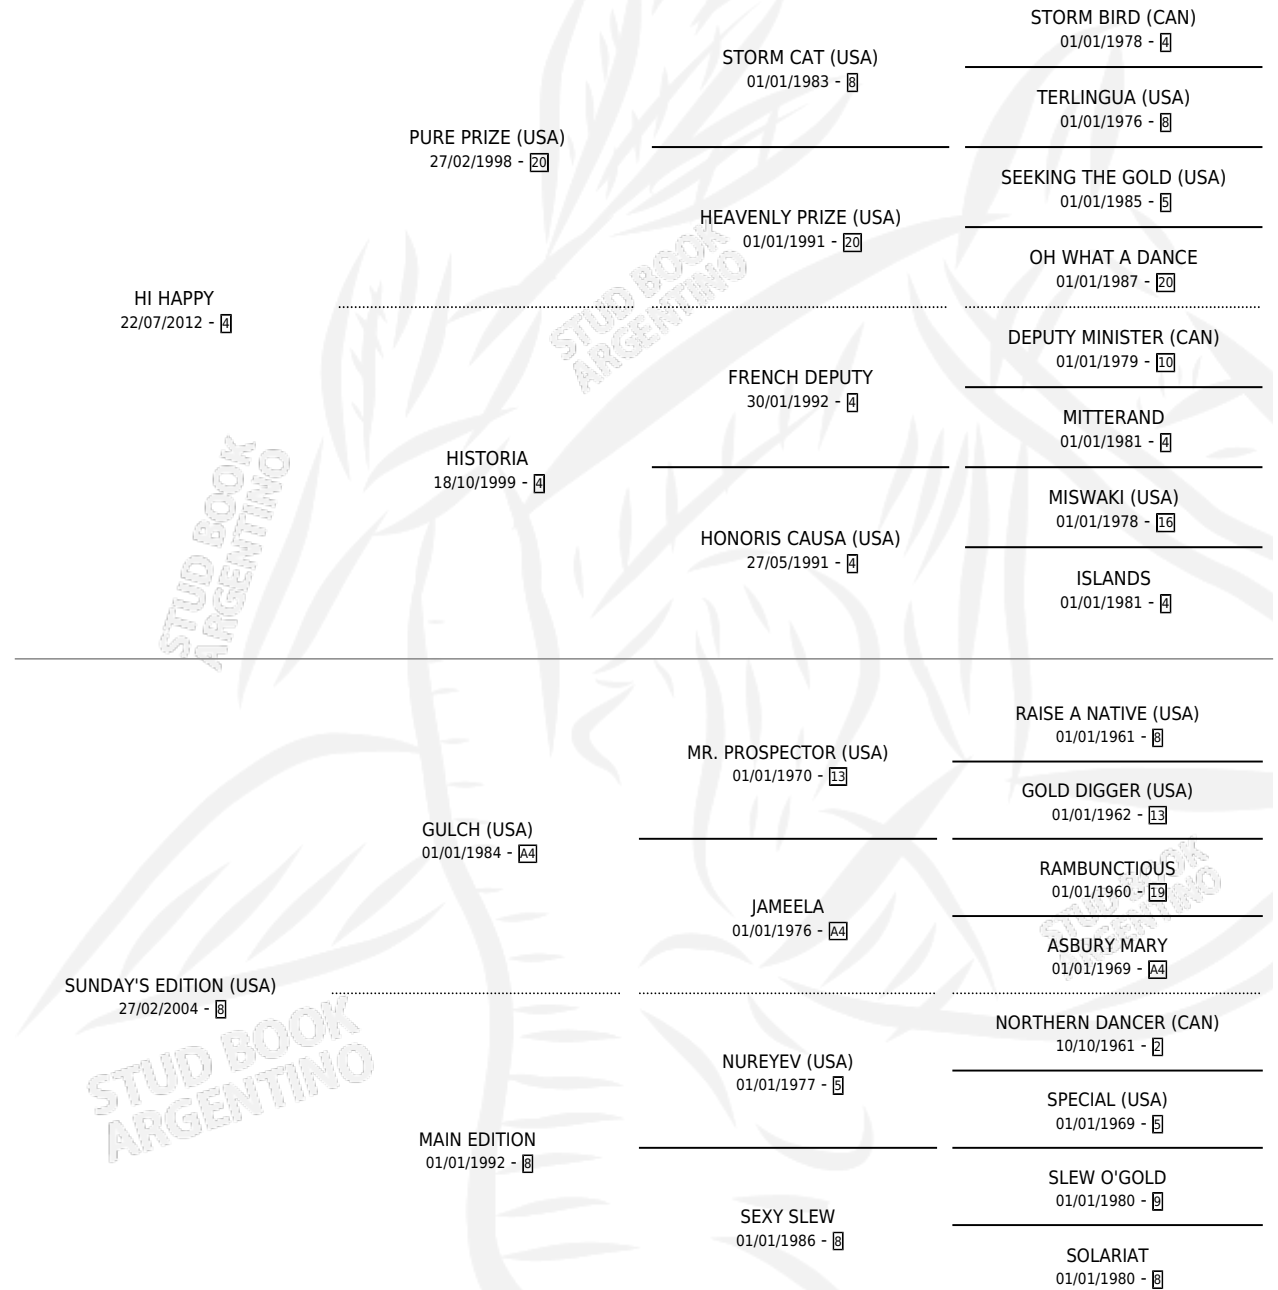 STORM BIRD (CAN)
01/01/1978 - 4
STORM CAT (USA)
01/01/1983 - 8
TERLINGUA (USA)
01/01/1976 - 8
PURE PRIZE (USA)
27/02/1998 - 20
SEEKING THE GOLD (USA)
01/01/1985 - 5
HEAVENLY PRIZE (USA)
01/01/1991 - 20
OH WHAT A DANCE
01/01/1987 - 20
HI HAPPY
22/07/2012 - 4
DEPUTY MINISTER (CAN)
01/01/1979 - 10
FRENCH DEPUTY
30/01/1992 - 4
MITTERAND
01/01/1981 - 4
HISTORIA
18/10/1999 - 4
MISWAKI (USA)
01/01/1978 - 16
HONORIS CAUSA (USA)
27/05/1991 - 4
ISLANDS
01/01/1981 - 4
RAISE A NATIVE (USA)
01/01/1961 - 8
MR. PROSPECTOR (USA)
01/01/1970 - 13
GOLD DIGGER (USA)
01/01/1962 - 13
GULCH (USA)
01/01/1984 - A4
RAMBUNCTIOUS
01/01/1960 - 19
JAMEELA
01/01/1976 - A4
ASBURY MARY
01/01/1969 - A4
SUNDAY'S EDITION (USA)
27/02/2004 - 8
NORTHERN DANCER (CAN)
10/10/1961 - 2
NUREYEV (USA)
01/01/1977 - 5
SPECIAL (USA)
01/01/1969 - 5
MAIN EDITION
01/01/1992 - 8
SLEW O'GOLD
01/01/1980 - 9
SEXY SLEW
01/01/1986 - 8
SOLARIAT
01/01/1980 - 8
STUD BOOK
ARGENTINO
STUD BOOK
ARGENTINO
STUD BOOK
ARGENTINO
STUD BOOK
ARGENTINO